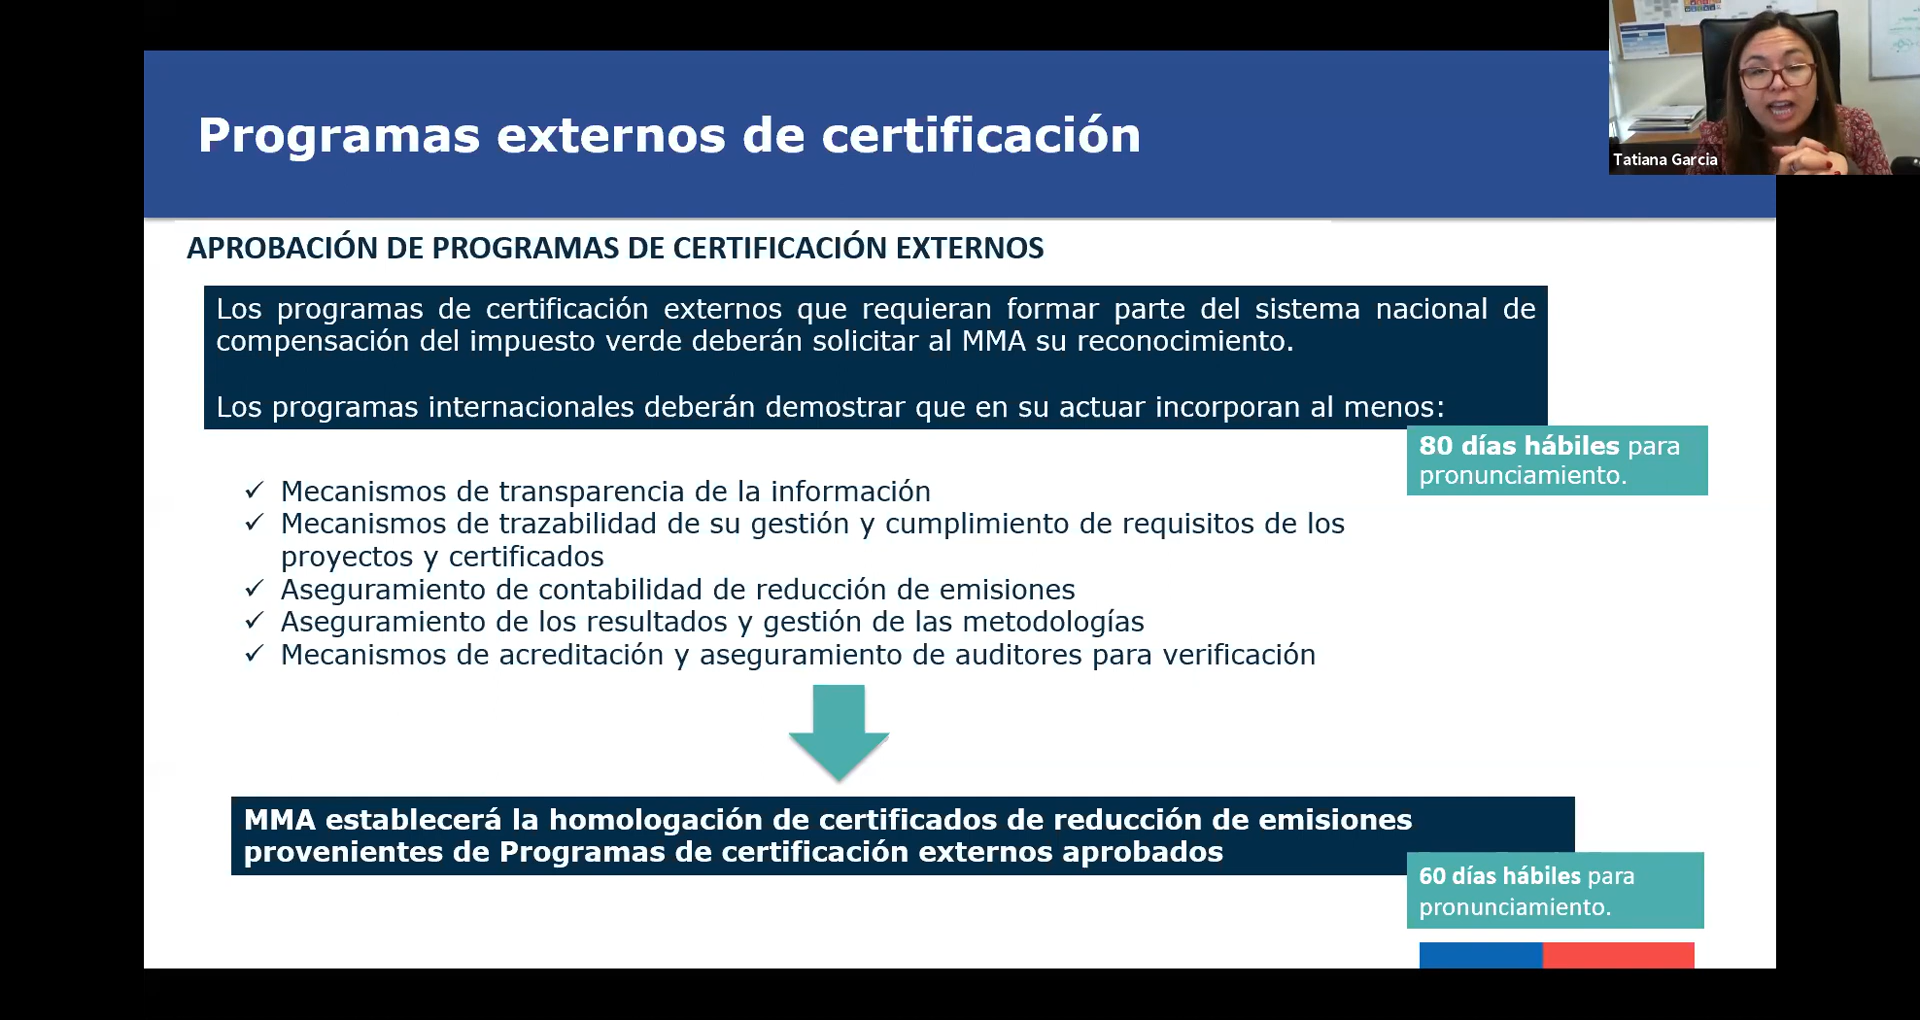 Programas externos de certificación
Tatiana Garcia
APROBACIÓN DE PROGRAMAS DE CERTIFICACIÓN EXTERNOS
Los programas de certificación externos que requieran formar parte del sistema nacional de
compensación del impuesto verde deberán solicitar al MMA su reconocimiento.
Los programas internacionales deberán demostrar que en su actuar incorporan al menos:
80 días hábiles para
pronunciamiento.
✓ Mecanismos de transparencia de la información
✓ Mecanismos de trazabilidad de su gestión y cumplimiento de requisitos de los
proyectos y certificados
✓ Aseguramiento de contabilidad de reducción de emisiones
✓ Aseguramiento de los resultados y gestión de las metodologías
✓ Mecanismos de acreditación y aseguramiento de auditores para verificación
MMA establecerá la homologación de certificados de reducción de emisiones
provenientes de Programas de certificación externos aprobados
60 días hábiles para
pronunciamiento.